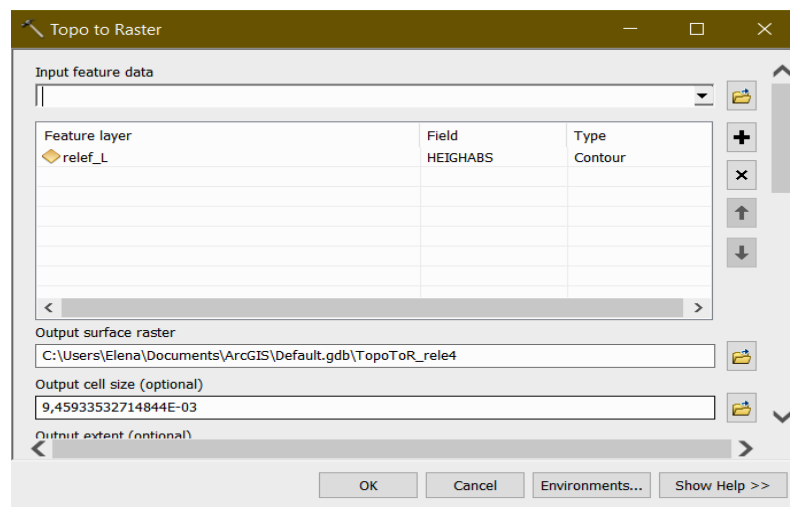 Topo to Raster
Input feature data
Feature layer Field Type
relef_L HEIGHABS Contour
Output surface raster
C:\Users\Elena\Documents\ArcGIS\Default.gdb\TopoToR_rele4
Output cell size (optional)
9,45933532714844E-03
Output extent (optional)
OK Cancel Environments... Show Help >>